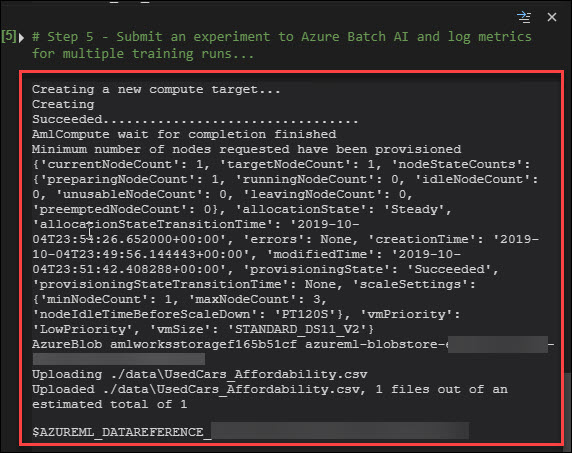 [5] # Step 5 - Submit an experiment to Azure Batch AI and log metrics
for multiple training runs...
Creating a new compute target...
Creating
Succeeded................................
AmlCompute wait for completion finished
Minimum number of nodes requested have been provisioned
{'currentNodeCount': 1, 'targetNodeCount': 1, 'nodeStateCounts':
{'preparingNodeCount': 1, 'runningNodeCount': 0, 'idleNodeCount':
0, 'unusableNodeCount': 0, 'leavingNodeCount': 0,
'preemptedNodeCount': 0}, 'allocationState': 'Steady',
'allocationStateTransitionTime': '2019-10-
04T23:54:26.652000+00:00', 'errors': None, 'creationTime': '2019-
10-04T23:49:56.144443+00:00', 'modifiedTime': '2019-10-
04T23:51:42.408288+00:00', 'provisioningState': 'Succeeded',
'provisioningStateTransitionTime': None, 'scaleSettings':
{'minNodeCount': 1, 'maxNodeCount': 3,
'nodeIdleTimeBeforeScaleDown': 'PT120S'}, 'vmPriority':
'LowPriority', 'vmSize': 'STANDARD_DS11_V2'}
AzureBlob amlworksstoragef165b51cf azureml-blobstore-
Uploading ./data\UsedCars_Affordability.csv
Uploaded ./data\UsedCars_Affordability.csv, 1 files out of an
estimated total of 1
$AZUREML_DATAREFERENCE_